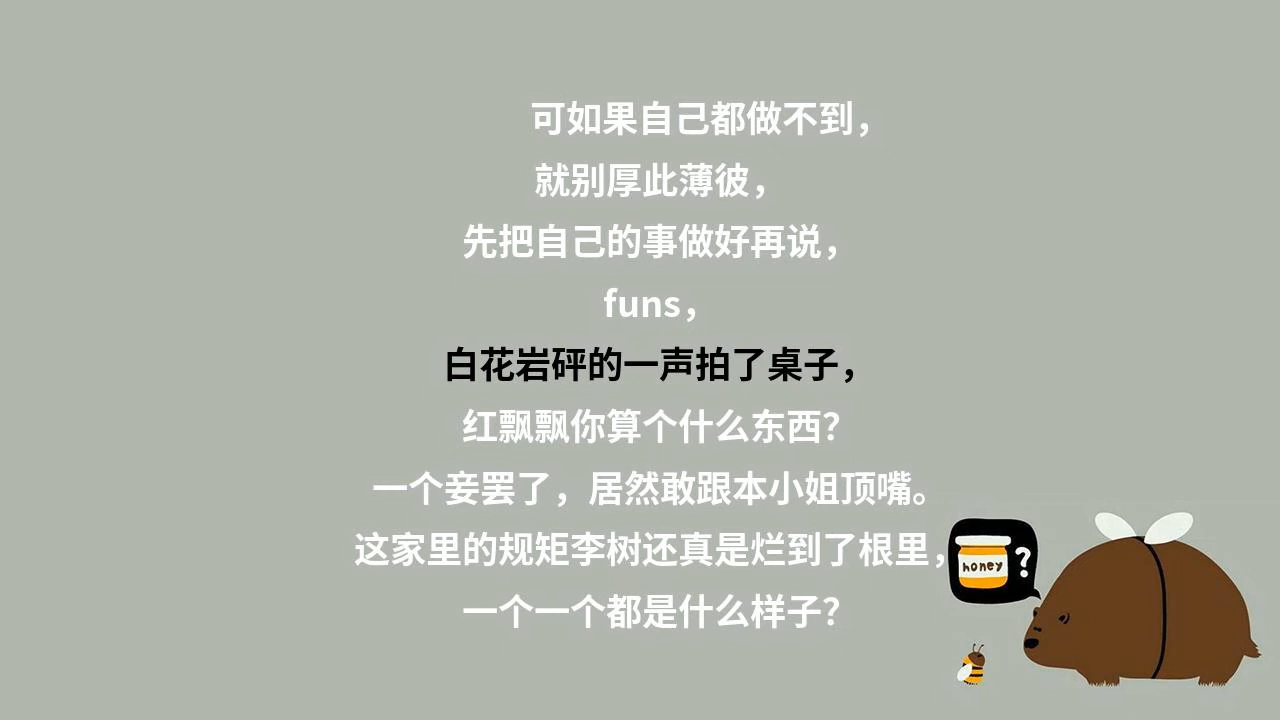 可如果自己都做不到，
就别厚此薄彼，
先把自己的事做好再说，
funs，
白花岩砰的一声拍了桌子，
红飘飘你算个什么东西？
一个妾罢了，居然敢跟本小姐顶嘴。
这家里的规矩李树还真是烂到了根里，
一个一个都是什么样子？
honey
?